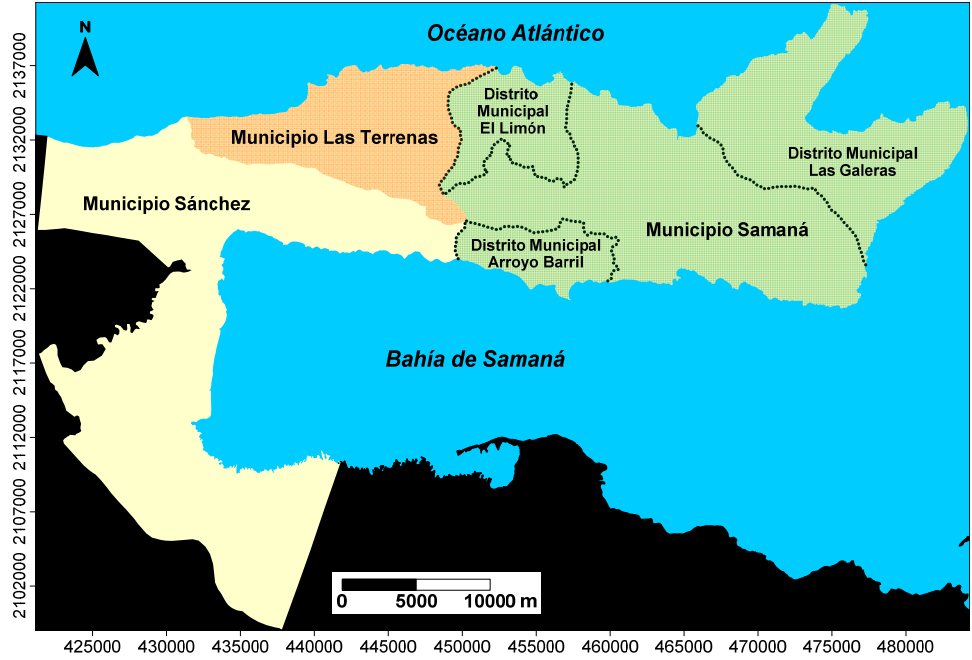 N
Océano Atlántico
Distrito
Municipal
El Limón
Municipio Las Terrenas
Distrito Municipal
Las Galeras
Municipio Sánchez
Municipio Samaná
Distrito Municipal
Arroyo Barril
Bahía de Samaná
2137000
2132000
2127000
2122000
2117000
2112000
2107000
2102000
0 5000 10000 m
425000 430000 435000 440000 445000 450000 455000 460000 465000 470000 475000 480000